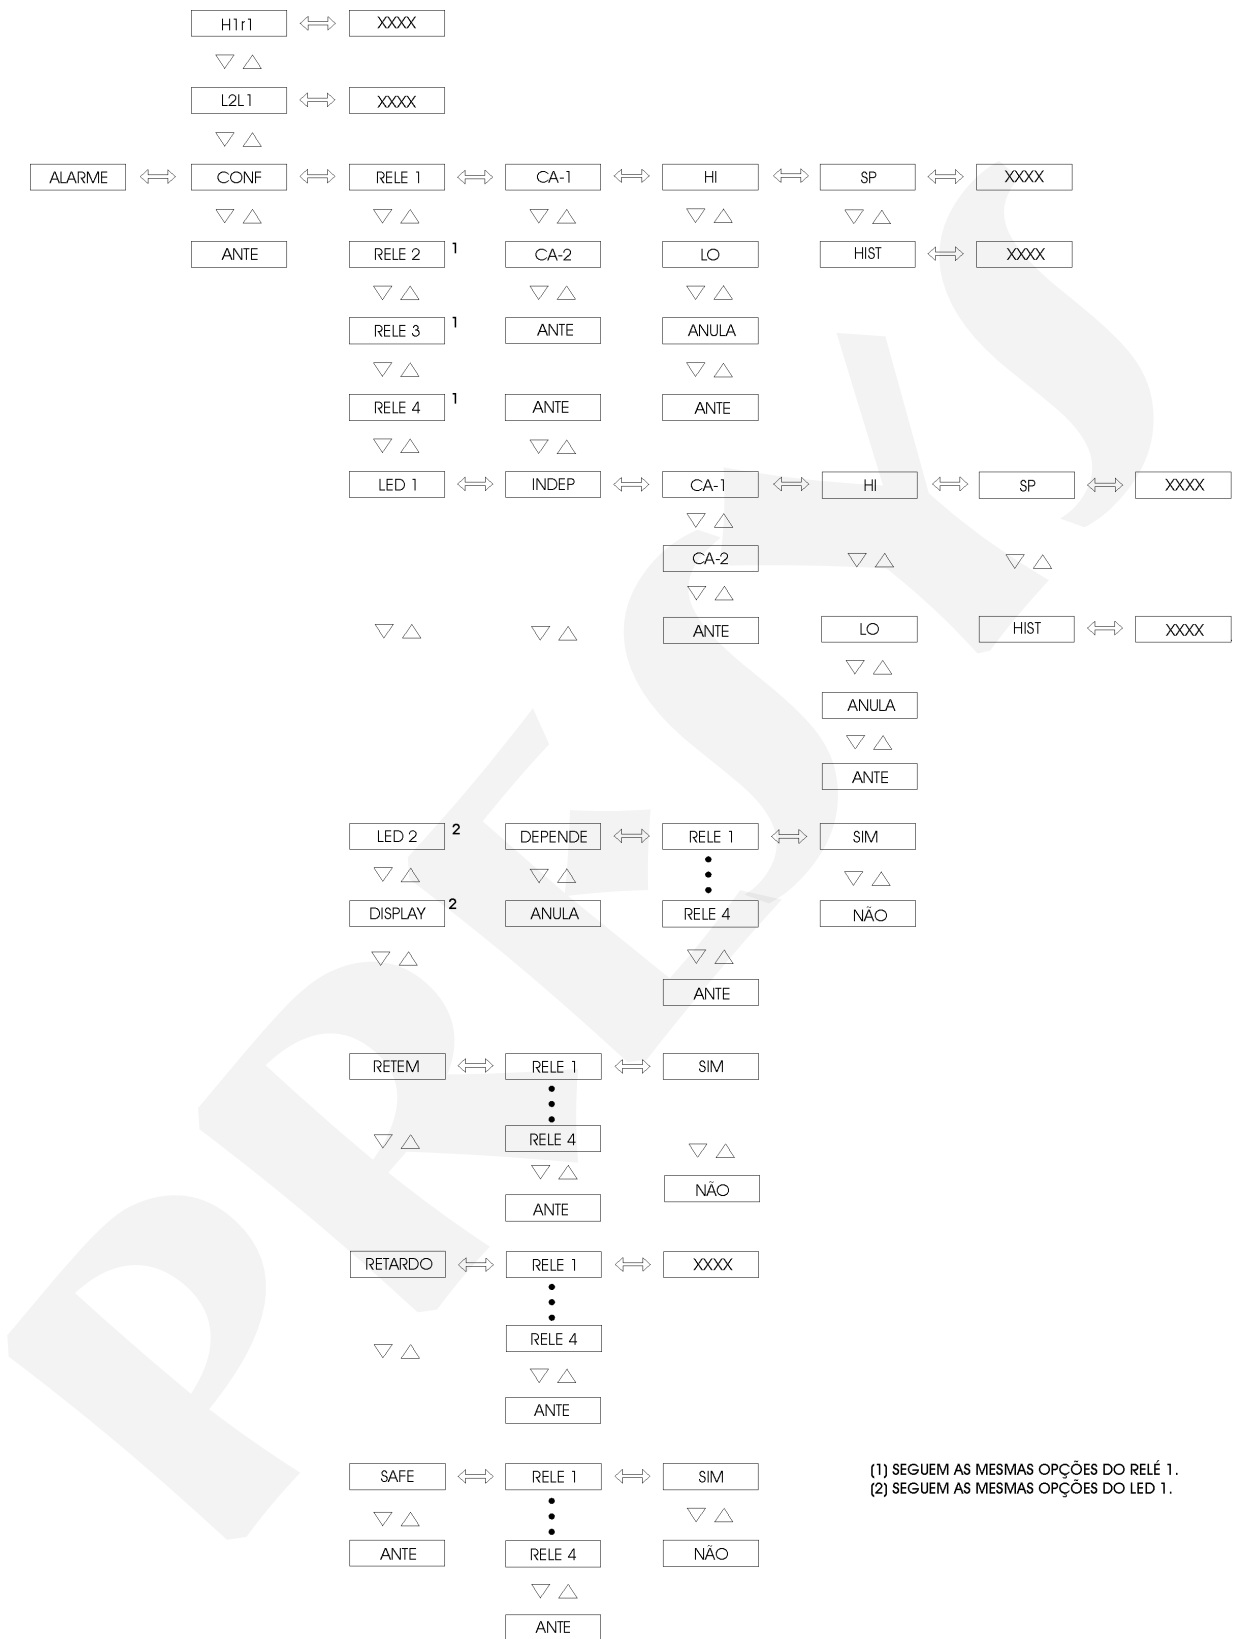 H1r1 XXXX
L2L1 XXXX
ALARME CONF RELE 1 CA-1 HI SP XXXX
ANTE RELE 2 1 CA-2 LO HIST XXXX
RELE 3 1 ANTE ANULA
RELE 4 1 ANTE ANTE
LED 1 INDEP CA-1 HI SP XXXX
CA-2
ANTE LO HIST XXXX
ANULA
ANTE
LED 2 2 DEPENDE RELE 1 SIM
DISPLAY 2 ANULA RELE 4 NÃO
ANTE
RETEM RELE 1 SIM
RELE 4
NÃO
ANTE
RETARDO RELE 1 XXXX
RELE 4
ANTE
SAFE RELE 1 SIM
ANTE RELE 4 NÃO
ANTE
(1) SEGUEM AS MESMAS OPÇÕES DO RELÉ 1.
(2) SEGUEM AS MESMAS OPÇÕES DO LED 1.
PRESYS